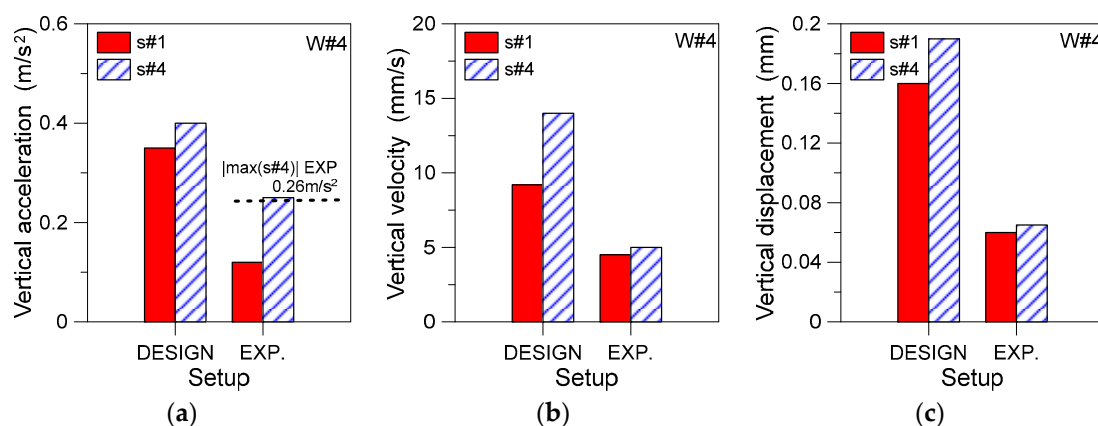 Vertical acceleration (m/s²)
0.6
0.4
0.2
0
s#1
s#4
W#4
|max(s#4)| EXP
0.26m/s²
DESIGN EXP.
Setup
(a)
Vertical velocity (mm/s)
20
15
10
5
0
s#1
s#4
W#4
DESIGN EXP.
Setup
(b)
Vertical displacement (mm)
0.2
0.16
0.12
0.08
0.04
0
s#1
s#4
W#4
DESIGN EXP.
Setup
(c)